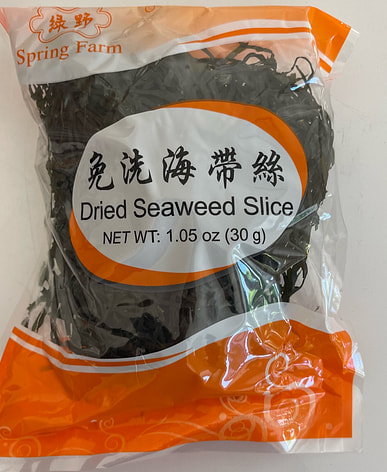 綠野
Spring Farm
免洗海帶絲
Dried Seaweed Slice
NET WT: 1.05 oz (30 g)